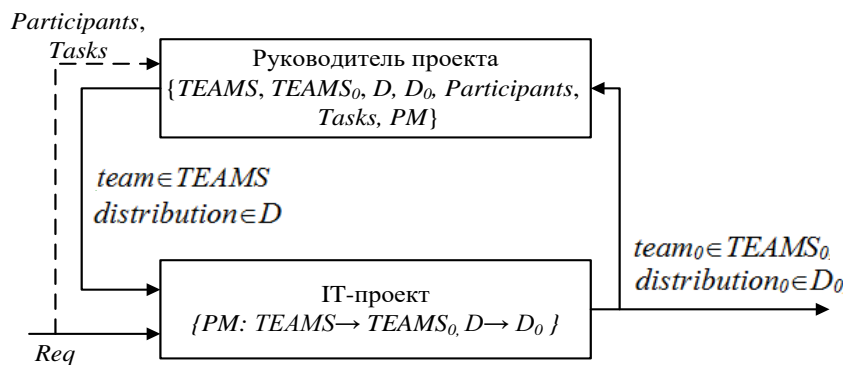 Participants,
Tasks
Руководитель проекта
{TEAMS, TEAMS₀, D, D₀, Participants,
Tasks, PM}
team∈TEAMS
distribution∈D
team₀∈TEAMS₀,
distribution₀∈D₀
IT-проект
{PM: TEAMS→ TEAMS₀, D→ D₀ }
Req